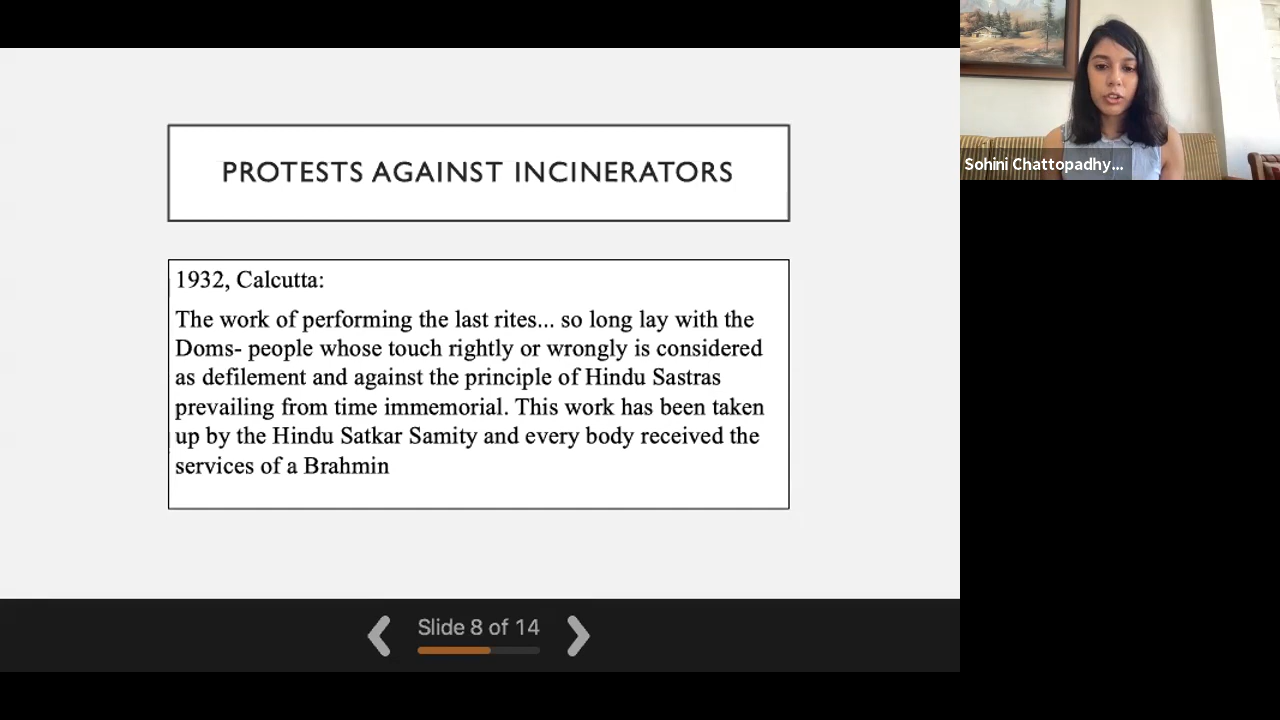 PROTESTS AGAINST INCINERATORS
1932, Calcutta:
The work of performing the last rites... so long lay with the
Doms- people whose touch rightly or wrongly is considered
as defilement and against the principle of Hindu Sastras
prevailing from time immemorial. This work has been taken
up by the Hindu Satkar Samity and every body received the
services of a Brahmin
Slide 8 of 14
Sohini Chattopadhy...